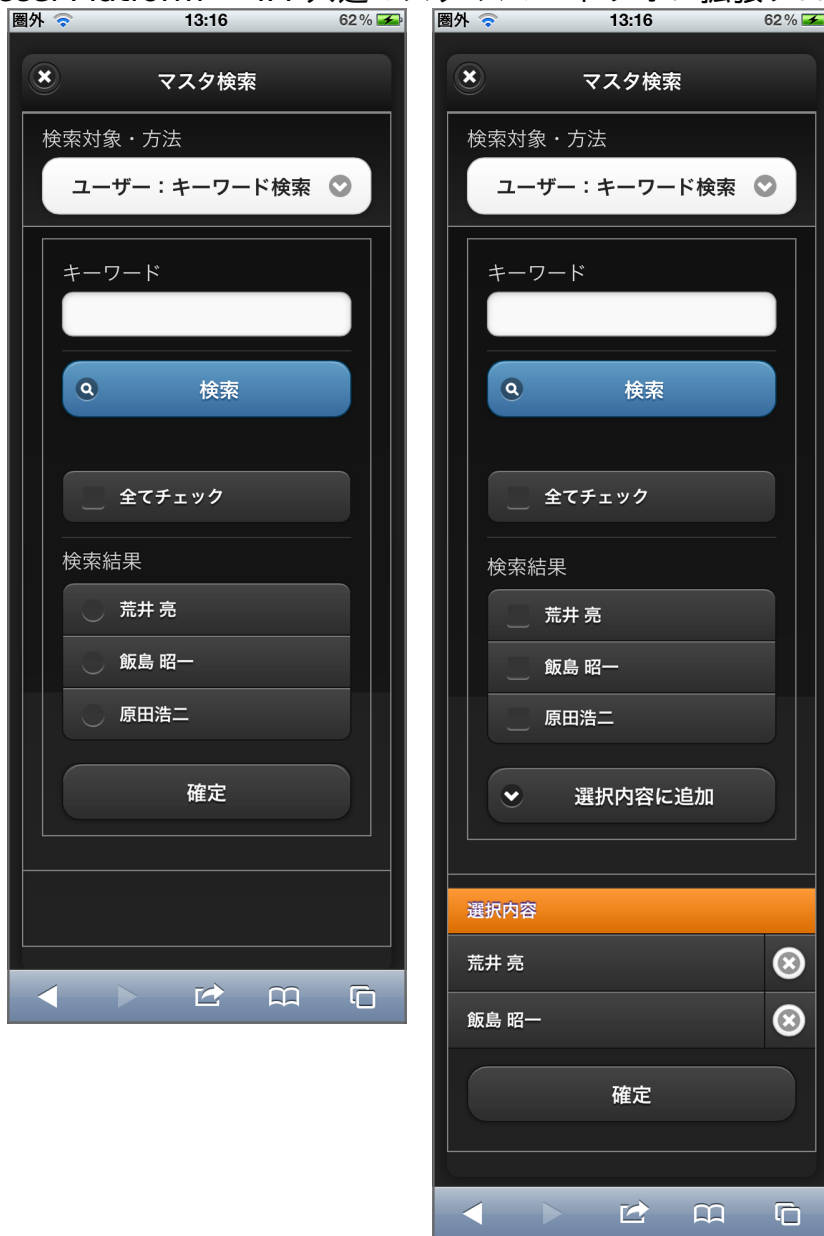 圏外 13:16 62%
マスタ検索
検索対象・方法
ユーザー：キーワード検索
キーワード
検索
全てチェック
検索結果
荒井 亮
飯島 昭一
原田浩二
確定
圏外 13:16 62%
マスタ検索
検索対象・方法
ユーザー：キーワード検索
キーワード
検索
全てチェック
検索結果
荒井 亮
飯島 昭一
原田浩二
選択内容に追加
選択内容
荒井 亮
飯島 昭一
確定